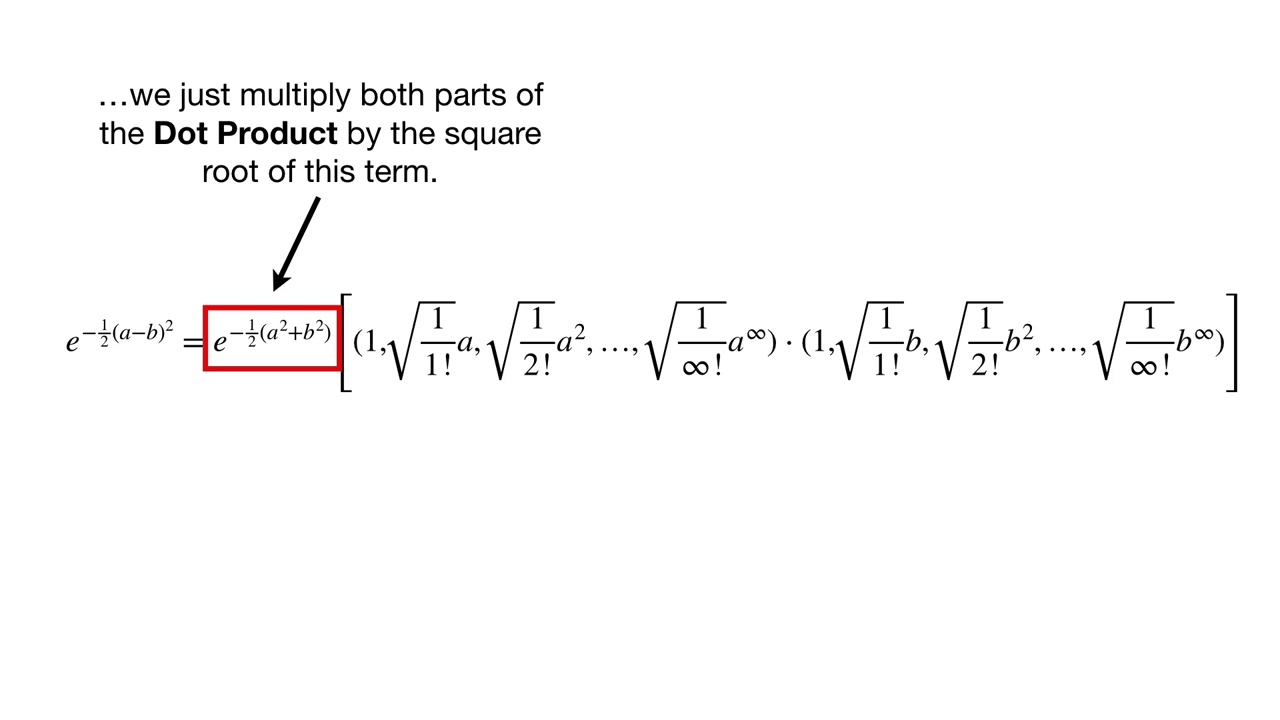 …we just multiply both parts of
the Dot Product by the square
root of this term.
$e^{-\frac{1}{2}(a-b)^2} = e^{-\frac{1}{2}(a^2+b^2)}\left[(1,\sqrt{\frac{1}{1!}}a,\sqrt{\frac{1}{2!}}a^2,\ldots,\sqrt{\frac{1}{\infty!}}a^\infty)\cdot(1,\sqrt{\frac{1}{1!}}b,\sqrt{\frac{1}{2!}}b^2,\ldots,\sqrt{\frac{1}{\infty!}}b^\infty)\right]$